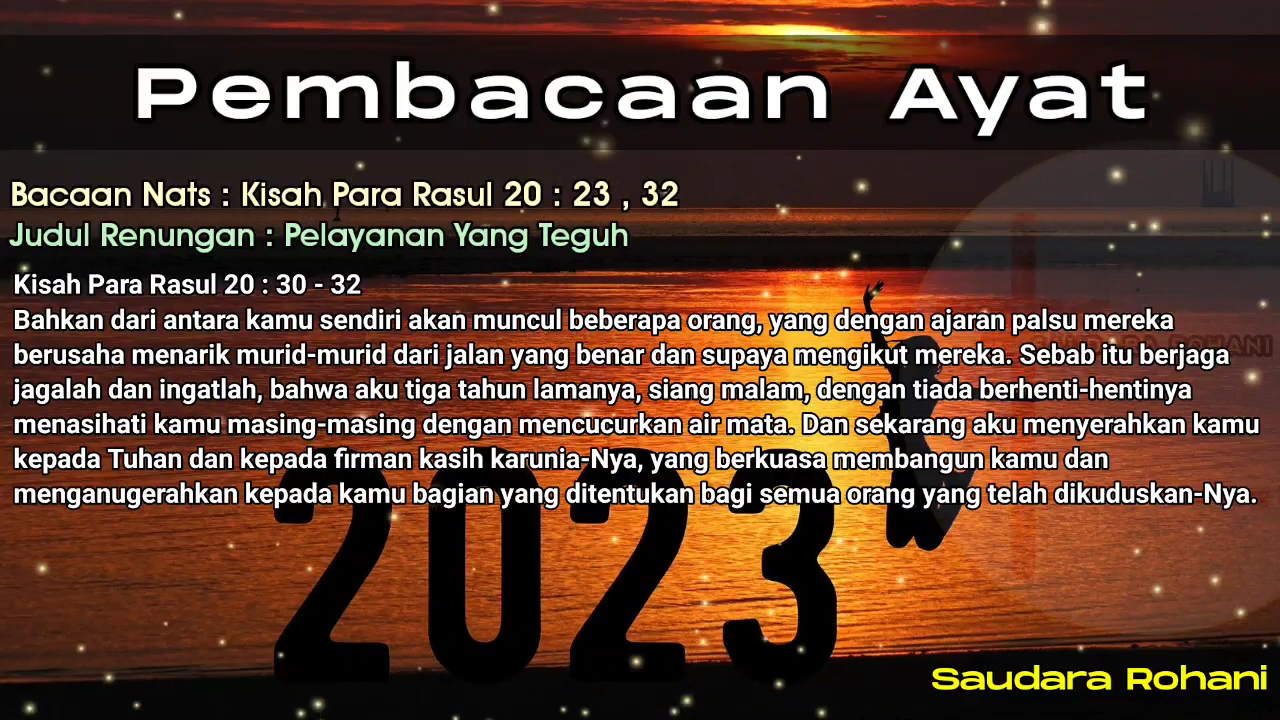 Pembacaan Ayat
Bacaan Nats : Kisah Para Rasul 20 : 23 , 32
Judul Renungan : Pelayanan Yang Teguh
Kisah Para Rasul 20 : 30 - 32
Bahkan dari antara kamu sendiri akan muncul beberapa orang, yang dengan ajaran palsu mereka
berusaha menarik murid-murid dari jalan yang benar dan supaya mengikut mereka. Sebab itu berjaga
jagalah dan ingatlah, bahwa aku tiga tahun lamanya, siang malam, dengan tiada berhenti-hentinya
menasihati kamu masing-masing dengan mencucurkan air mata. Dan sekarang aku menyerahkan kamu
kepada Tuhan dan kepada firman kasih karunia-Nya, yang berkuasa membangun kamu dan
menganugerahkan kepada kamu bagian yang ditentukan bagi semua orang yang telah dikuduskan-Nya.
2023
Saudara Rohani